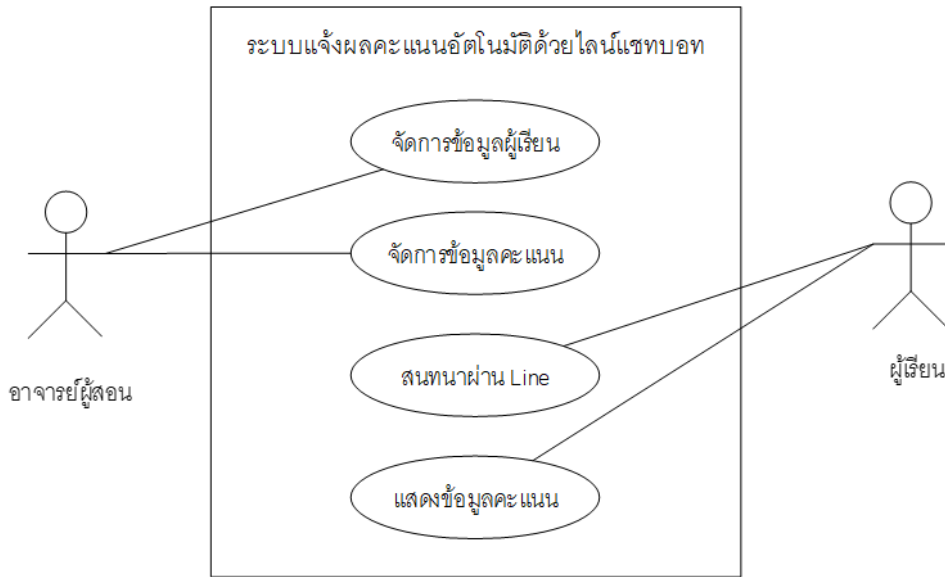 ระบบแจ้งผลคะแนนอัตโนมัติด้วยไลน์แชทบอท
จัดการข้อมูลผู้เรียน
จัดการข้อมูลคะแนน
สนทนาผ่าน Line
แสดงข้อมูลคะแนน
อาจารย์ผู้สอน
ผู้เรียน